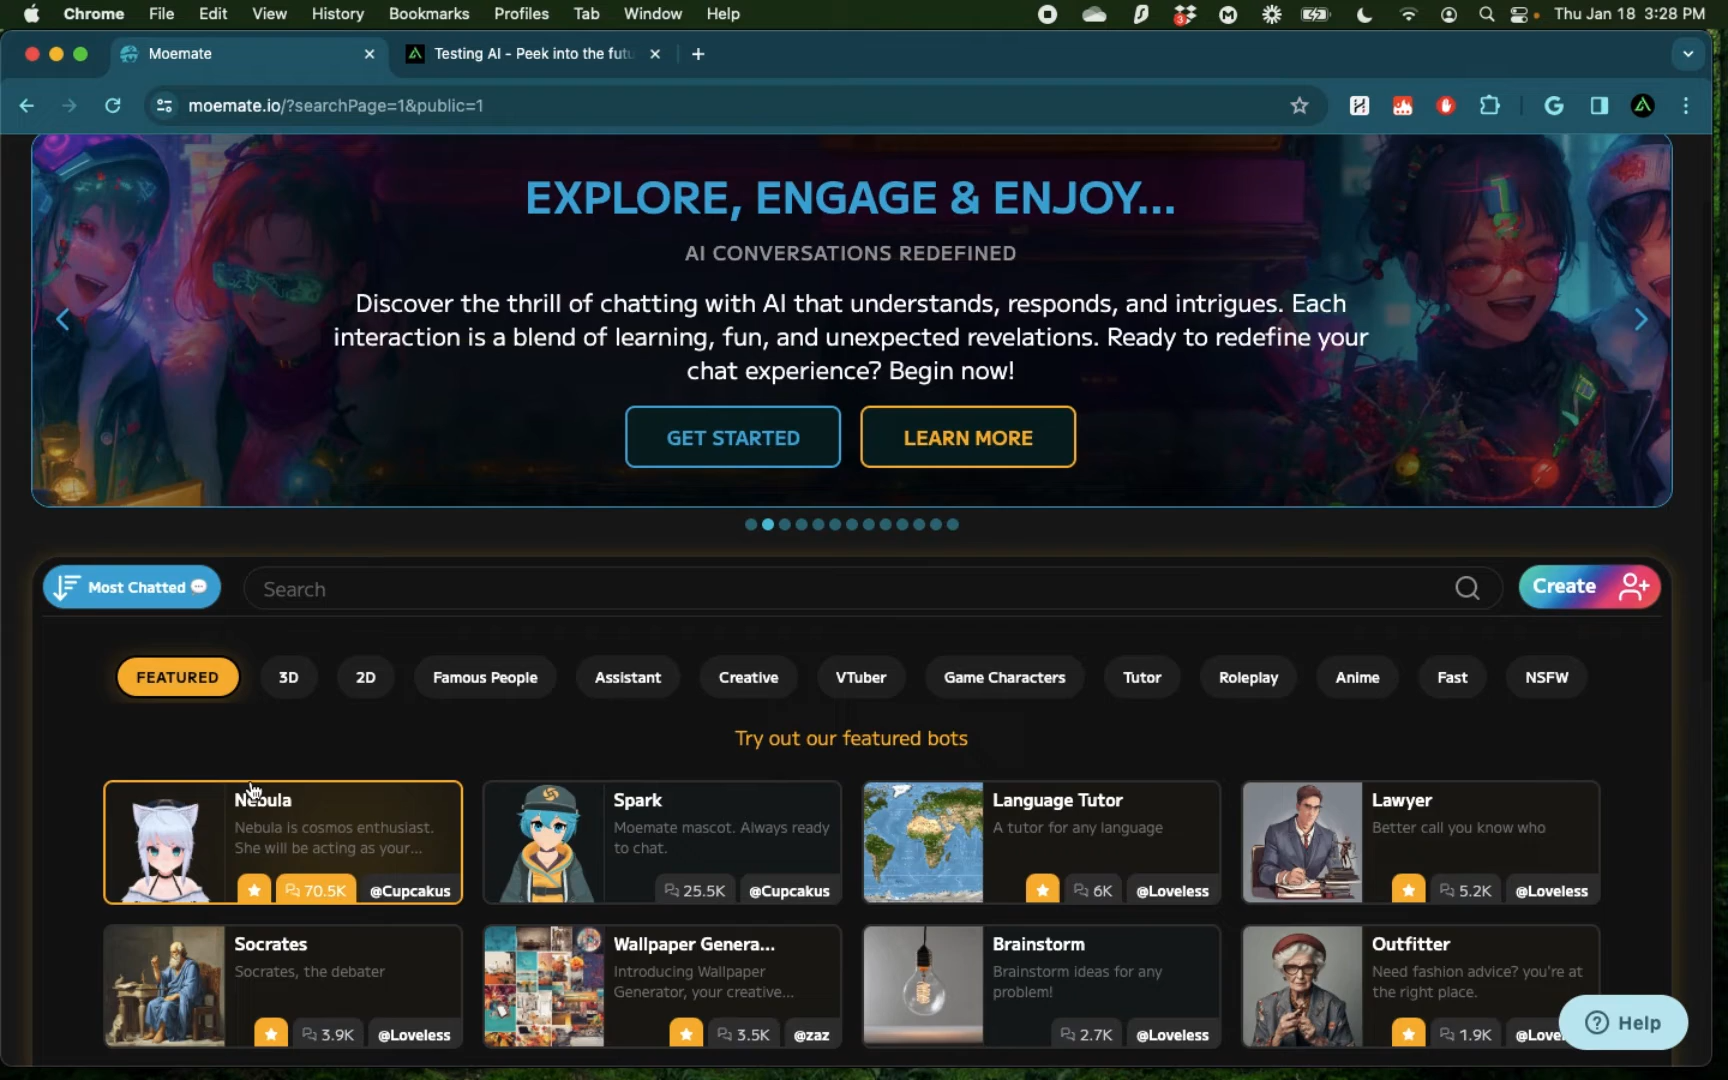 Chrome File Edit View History Bookmarks Profiles Tab Window Help
3
Thu Jan 18 3:28 PM
Moemate
Testing AI - Peek into the futu
moemate.io/?searchPage=1&public=1
EXPLORE, ENGAGE & ENJOY...
AI CONVERSATIONS REDEFINED
Discover the thrill of chatting with AI that understands, responds, and intrigues. Each
interaction is a blend of learning, fun, and unexpected revelations. Ready to redefine your
chat experience? Begin now!
GET STARTED
LEARN MORE
Most Chatted
Search
Create
FEATURED
3D
2D
Famous People
Assistant
Creative
VTuber
Game Characters
Tutor
Roleplay
Anime
Fast
NSFW
Try out our featured bots
Nebula
Nebula is cosmos enthusiast.
She will be acting as your...
70.5K
@Cupcakus
Spark
Moemate mascot. Always ready
to chat.
25.5K
@Cupcakus
Language Tutor
A tutor for any language
6K
@Loveless
Lawyer
Better call you know who
5.2K
@Loveless
Socrates
Socrates, the debater
3.9K
@Loveless
Wallpaper Genera...
Introducing Wallpaper
Generator, your creative...
3.5K
@zaz
Brainstorm
Brainstorm ideas for any
problem!
2.7K
@Loveless
Outfitter
Need fashion advice? you're at
the right place.
1.9K
@Love
Help